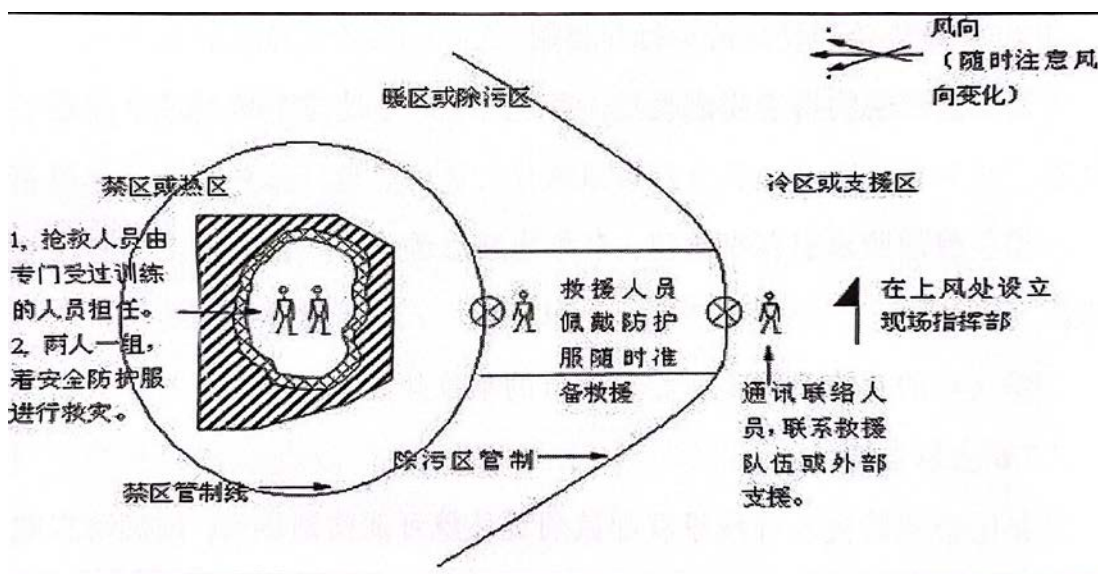 风向
（随时注意风
向变化）
暖区或除污区
禁区或热区
冷区或支援区
1，抢救人员由
专门受过训练
的人员担任。
2，两人一组，
着安全防护服
进行救灾。
救援人员
佩戴防护
服随时准
备救援
在上风处设立
现场指挥部
通讯联络人
员，联系救援
队伍或外部
支援。
除污区管制
禁区管制线